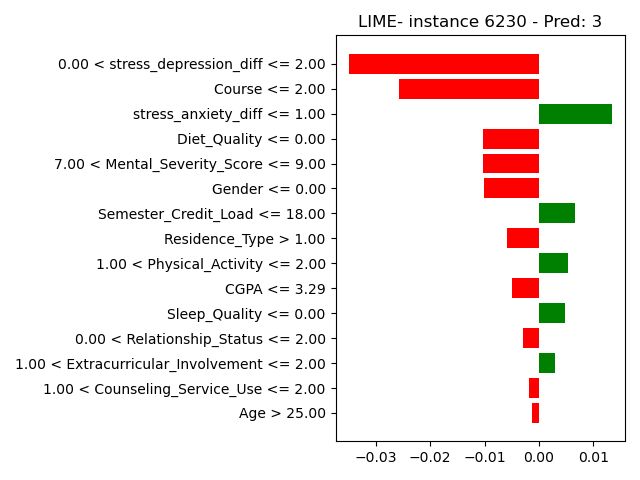 LIME- instance 6230 - Pred: 3
0.00 < stress_depression_diff <= 2.00
Course <= 2.00
stress_anxiety_diff <= 1.00
Diet_Quality <= 0.00
7.00 < Mental_Severity_Score <= 9.00
Gender <= 0.00
Semester_Credit_Load <= 18.00
Residence_Type > 1.00
1.00 < Physical_Activity <= 2.00
CGPA <= 3.29
Sleep_Quality <= 0.00
0.00 < Relationship_Status <= 2.00
1.00 < Extracurricular_Involvement <= 2.00
1.00 < Counseling_Service_Use <= 2.00
Age > 25.00
−0.03 −0.02 −0.01 0.00 0.01